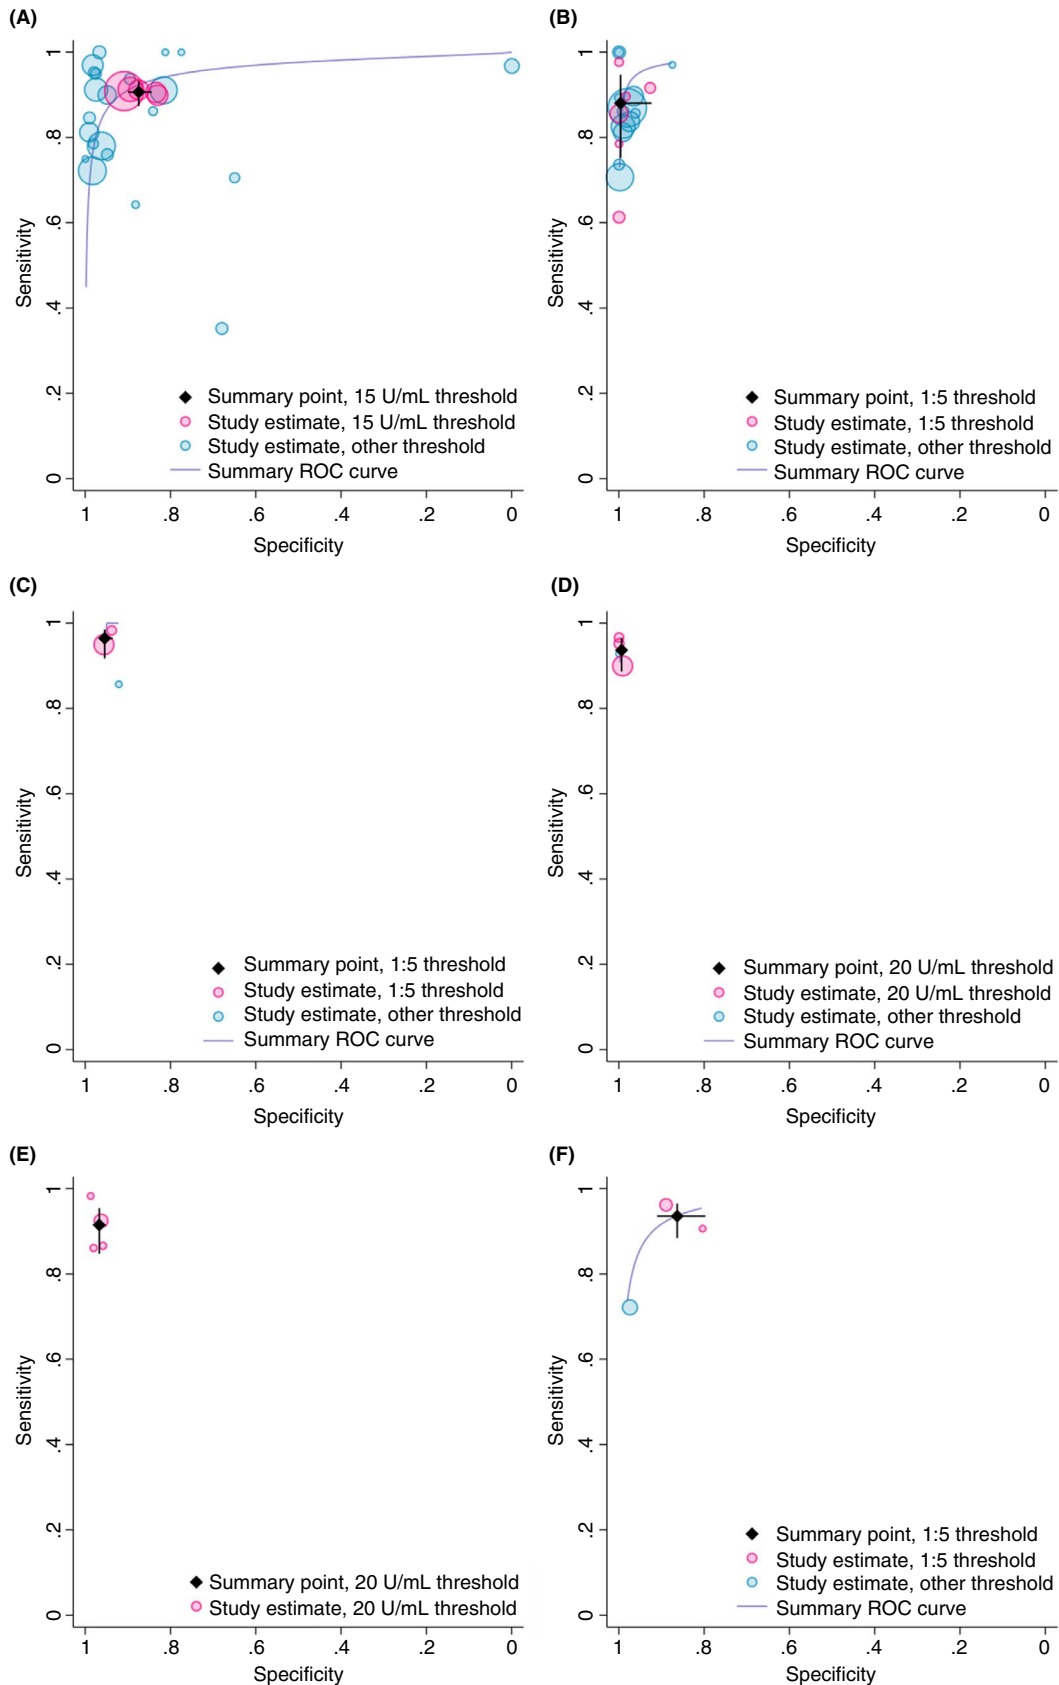 (A)
1
.8
.6
.4
.2
0
Sensitivity
Summary point, 15 U/mL threshold
Study estimate, 15 U/mL threshold
Study estimate, other threshold
Summary ROC curve
1 .8 .6 .4 .2 0
Specificity
(B)
1
.8
.6
.4
.2
0
Sensitivity
Summary point, 1:5 threshold
Study estimate, 1:5 threshold
Study estimate, other threshold
Summary ROC curve
1 .8 .6 .4 .2 0
Specificity
(C)
1
.8
.6
.4
.2
0
Sensitivity
Summary point, 1:5 threshold
Study estimate, 1:5 threshold
Study estimate, other threshold
Summary ROC curve
1 .8 .6 .4 .2 0
Specificity
(D)
1
.8
.6
.4
.2
0
Sensitivity
Summary point, 20 U/mL threshold
Study estimate, 20 U/mL threshold
Study estimate, other threshold
Summary ROC curve
1 .8 .6 .4 .2 0
Specificity
(E)
1
.8
.6
.4
.2
0
Sensitivity
Summary point, 20 U/mL threshold
Study estimate, 20 U/mL threshold
1 .8 .6 .4 .2 0
Specificity
(F)
1
.8
.6
.4
.2
0
Sensitivity
Summary point, 1:5 threshold
Study estimate, 1:5 threshold
Study estimate, other threshold
Summary ROC curve
1 .8 .6 .4 .2 0
Specificity